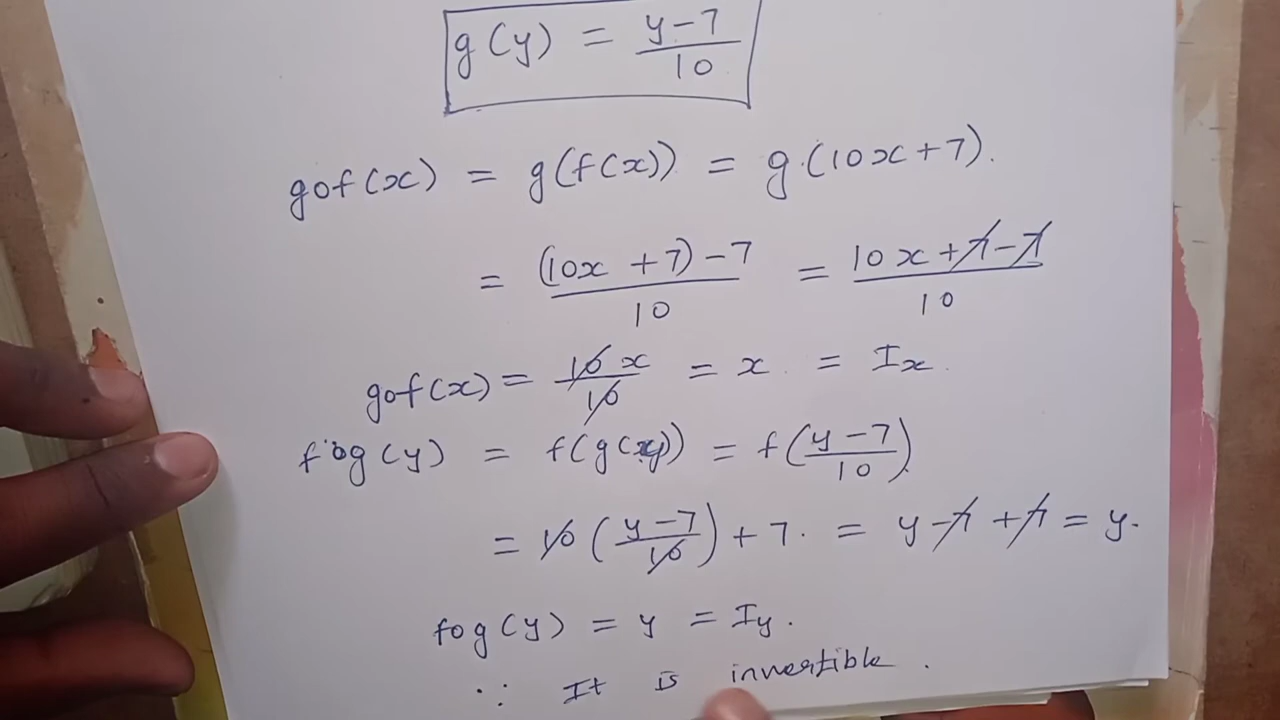 g(y) = y-7/10
gof(x) = g(f(x)) = g(10x+7).
= (10x+7)-7/10 = 10x+7-7/10
gof(x) = 10x/10 = x = Ix.
fog(y) = f(g(y)) = f(y-7/10)
= 10(y-7/10)+7. = y-7+7 = y.
fog(y) = y = Iy.
∵ It is invertible.